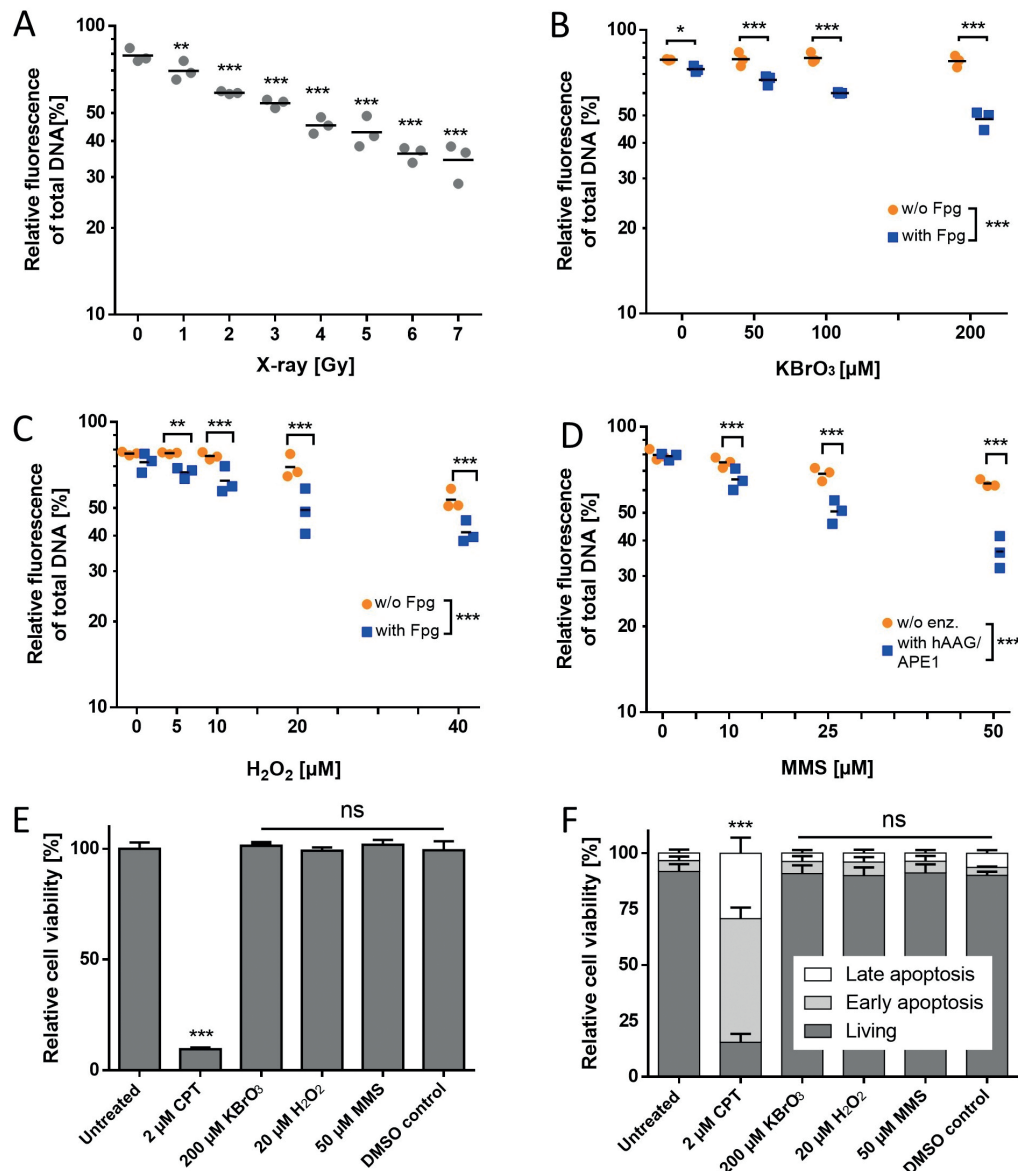 A
Relative fluorescence
of total DNA[%]
100
50
40
30
20
10
**
***
***
***
***
***
***
0 1 2 3 4 5 6 7
X-ray [Gy]
B
Relative fluorescence
of total DNA [%]
100
50
40
30
20
10
* *** *** ***
w/o Fpg
with Fpg
***
0 50 100 200
KBrO₃ [µM]
C
Relative fluorescence
of total DNA [%]
100
50
40
30
20
10
** *** *** ***
w/o Fpg
with Fpg
***
0 5 10 20 40
H₂O₂ [µM]
D
Relative fluorescence
of total DNA [%]
100
50
40
30
20
10
*** *** ***
w/o enz.
with hAAG/
APE1
***
0 10 25 50
MMS [µM]
E
Relative cell viability [%]
100
50
0
***
ns
Untreated
2 µM CPT
200 µM KBrO₃
20 µM H₂O₂
50 µM MMS
DMSO control
F
Relative cell viability [%]
100
75
50
25
0
***
ns
Late apoptosis
Early apoptosis
Living
Untreated
2 µM CPT
200 µM KBrO₃
20 µM H₂O₂
50 µM MMS
DMSO control